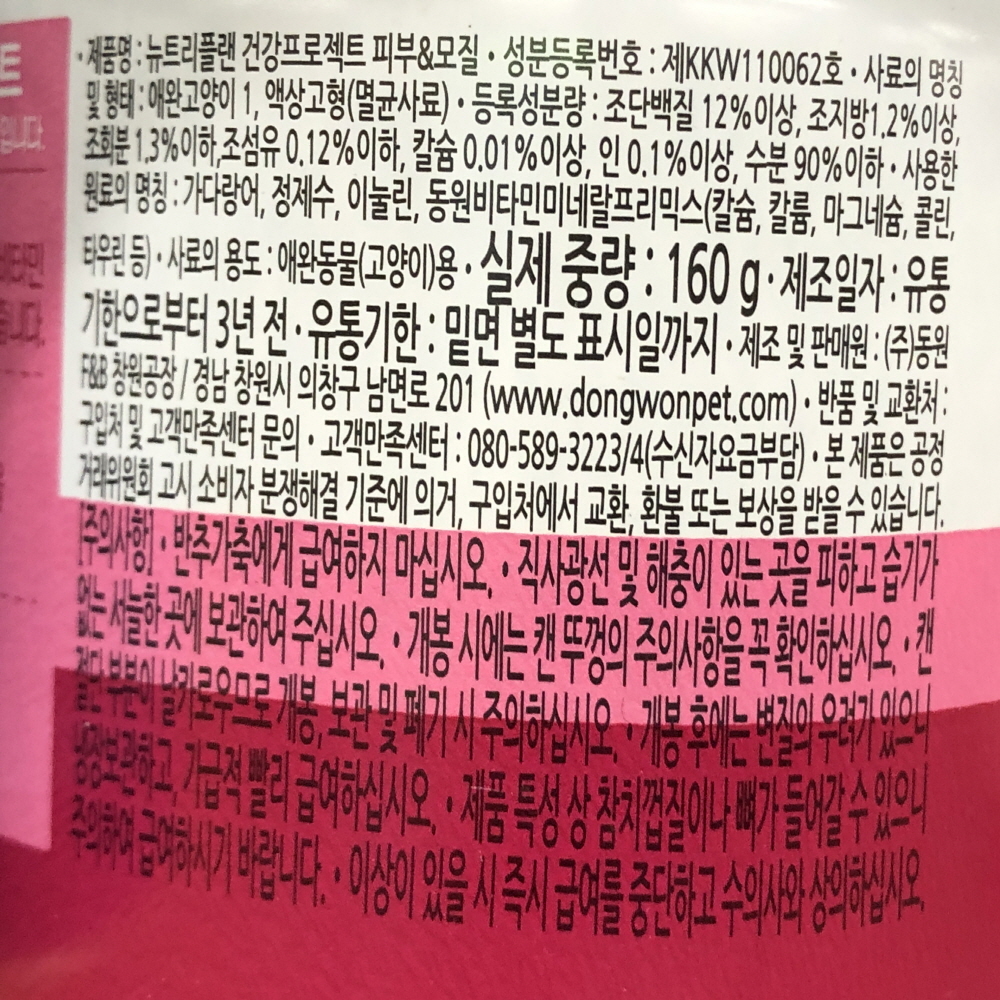 트
입니다.
비타민
습니다.
· 제품명 : 뉴트리플랜 건강프로젝트 피부&모질 · 성분등록번호 : 제KKW110062호 · 사료의 명칭
및 형태 : 애완고양이 1, 액상고형(멸균사료) · 등록성분량 : 조단백질 12%이상, 조지방1.2%이상,
조회분 1.3%이하,조섬유 0.12%이하, 칼슘 0.01%이상, 인 0.1%이상, 수분 90%이하 · 사용한
원료의 명칭 : 가다랑어, 정제수, 이눌린, 동원비타민미네랄프리믹스(칼슘, 칼륨, 마그네슘, 콜린,
타우린 등) · 사료의 용도 : 애완동물(고양이)용 · 실제 중량 : 160 g · 제조일자 : 유통
기한으로부터 3년 전 · 유통기한 : 밑면 별도 표시일까지 · 제조 및 판매원 : (주)동원
F&B 창원공장 / 경남 창원시 의창구 남면로 201 (www.dongwonpet.com) · 반품 및 교환처 :
구입처 및 고객만족센터 문의 · 고객만족센터 : 080-589-3223/4(수신자요금부담) · 본 제품은 공정
거래위원회 고시 소비자 분쟁해결 기준에 의거, 구입처에서 교환, 환불 또는 보상을 받을 수 있습니다.
[주의사항] · 반추가축에게 급여하지 마십시오. · 직사광선 및 해충이 있는 곳을 피하고 습기가
없는 서늘한 곳에 보관하여 주십시오. · 개봉 시에는 캔 뚜껑의 주의사항을 꼭 확인하십시오. · 캔
절단 부분이 날카로우므로 개봉, 보관 및 폐기 시 주의하십시오. · 개봉 후에는 변질의 우려가 있으니
냉장보관하고, 가급적 빨리 급여하십시오. · 제품 특성 상 참치껍질이나 뼈가 들어갈 수 있으니
주의하여 급여하시기 바랍니다. · 이상이 있을 시 즉시 급여를 중단하고 수의사와 상의하십시오.